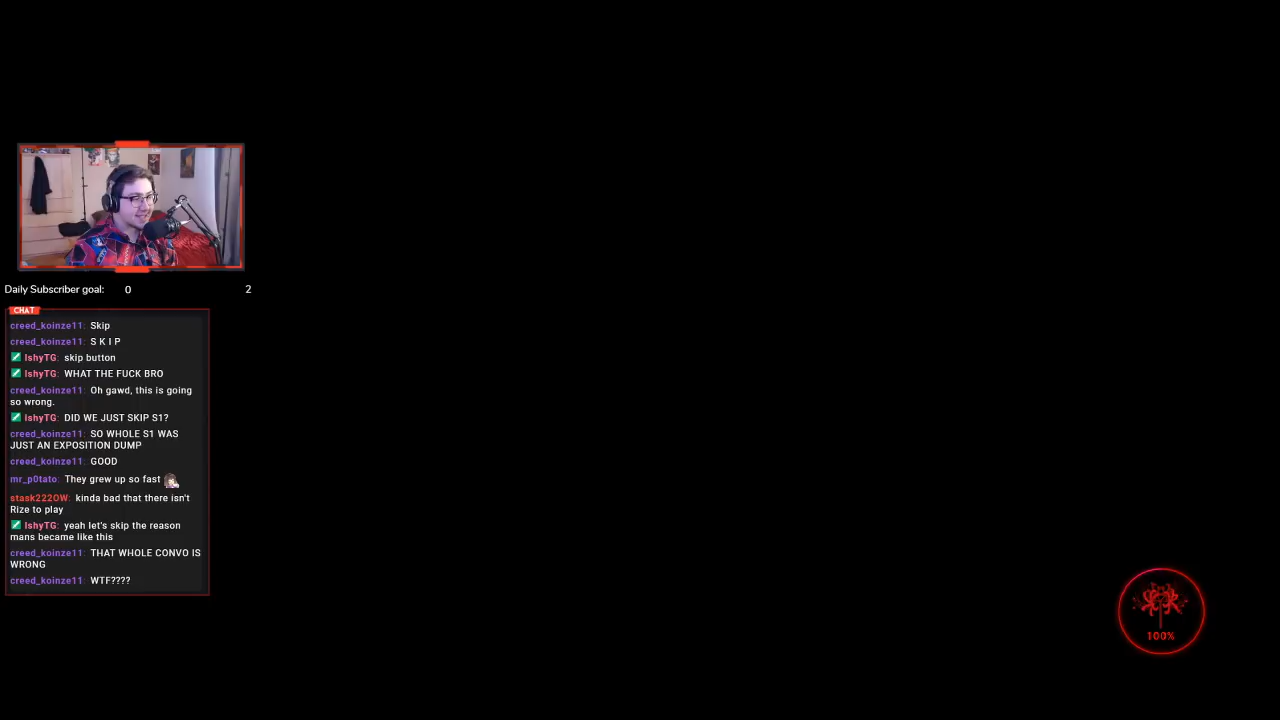 Daily Subscriber goal: 0 2
CHAT
creed_koinze11: Skip
creed_koinze11: S K I P
IshyTG: skip button
IshyTG: WHAT THE FUCK BRO
creed_koinze11: Oh gawd, this is going
so wrong.
IshyTG: DID WE JUST SKIP S1?
creed_koinze11: SO WHOLE S1 WAS
JUST AN EXPOSITION DUMP
creed_koinze11: GOOD
mr_p0tato: They grew up so fast
stask222OW: kinda bad that there isn't
Rize to play
IshyTG: yeah let's skip the reason
mans became like this
creed_koinze11: THAT WHOLE CONVO IS
WRONG
creed_koinze11: WTF????
100%